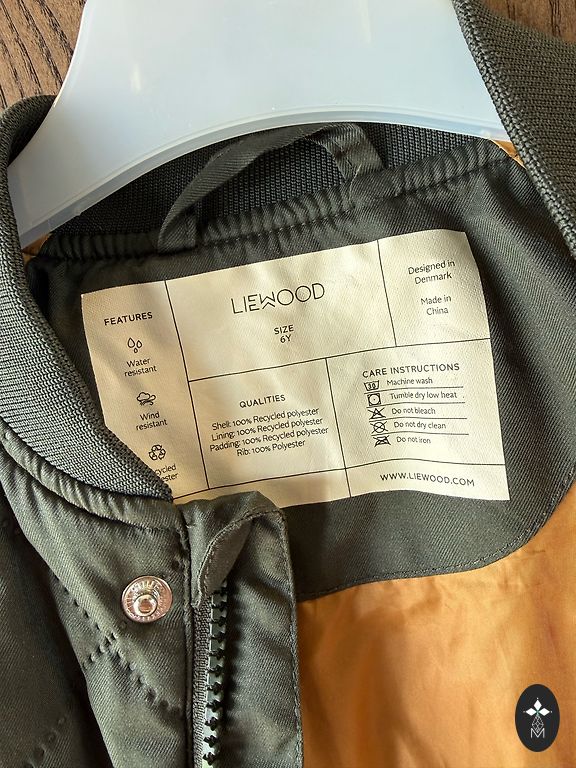 LIEWOOD
SIZE
6Y
Designed in
Denmark
Made in
China
FEATURES
Water
resistant
Wind
resistant
QUALITIES
Shell: 100% Recycled polyester
Lining: 100% Recycled polyester
Padding: 100% Recycled polyester
Rib: 100% Polyester
CARE INSTRUCTIONS
30 Machine wash
Tumble dry low heat
Do not bleach
Do not dry clean
Do not iron
WWW.LIEWOOD.COM
M